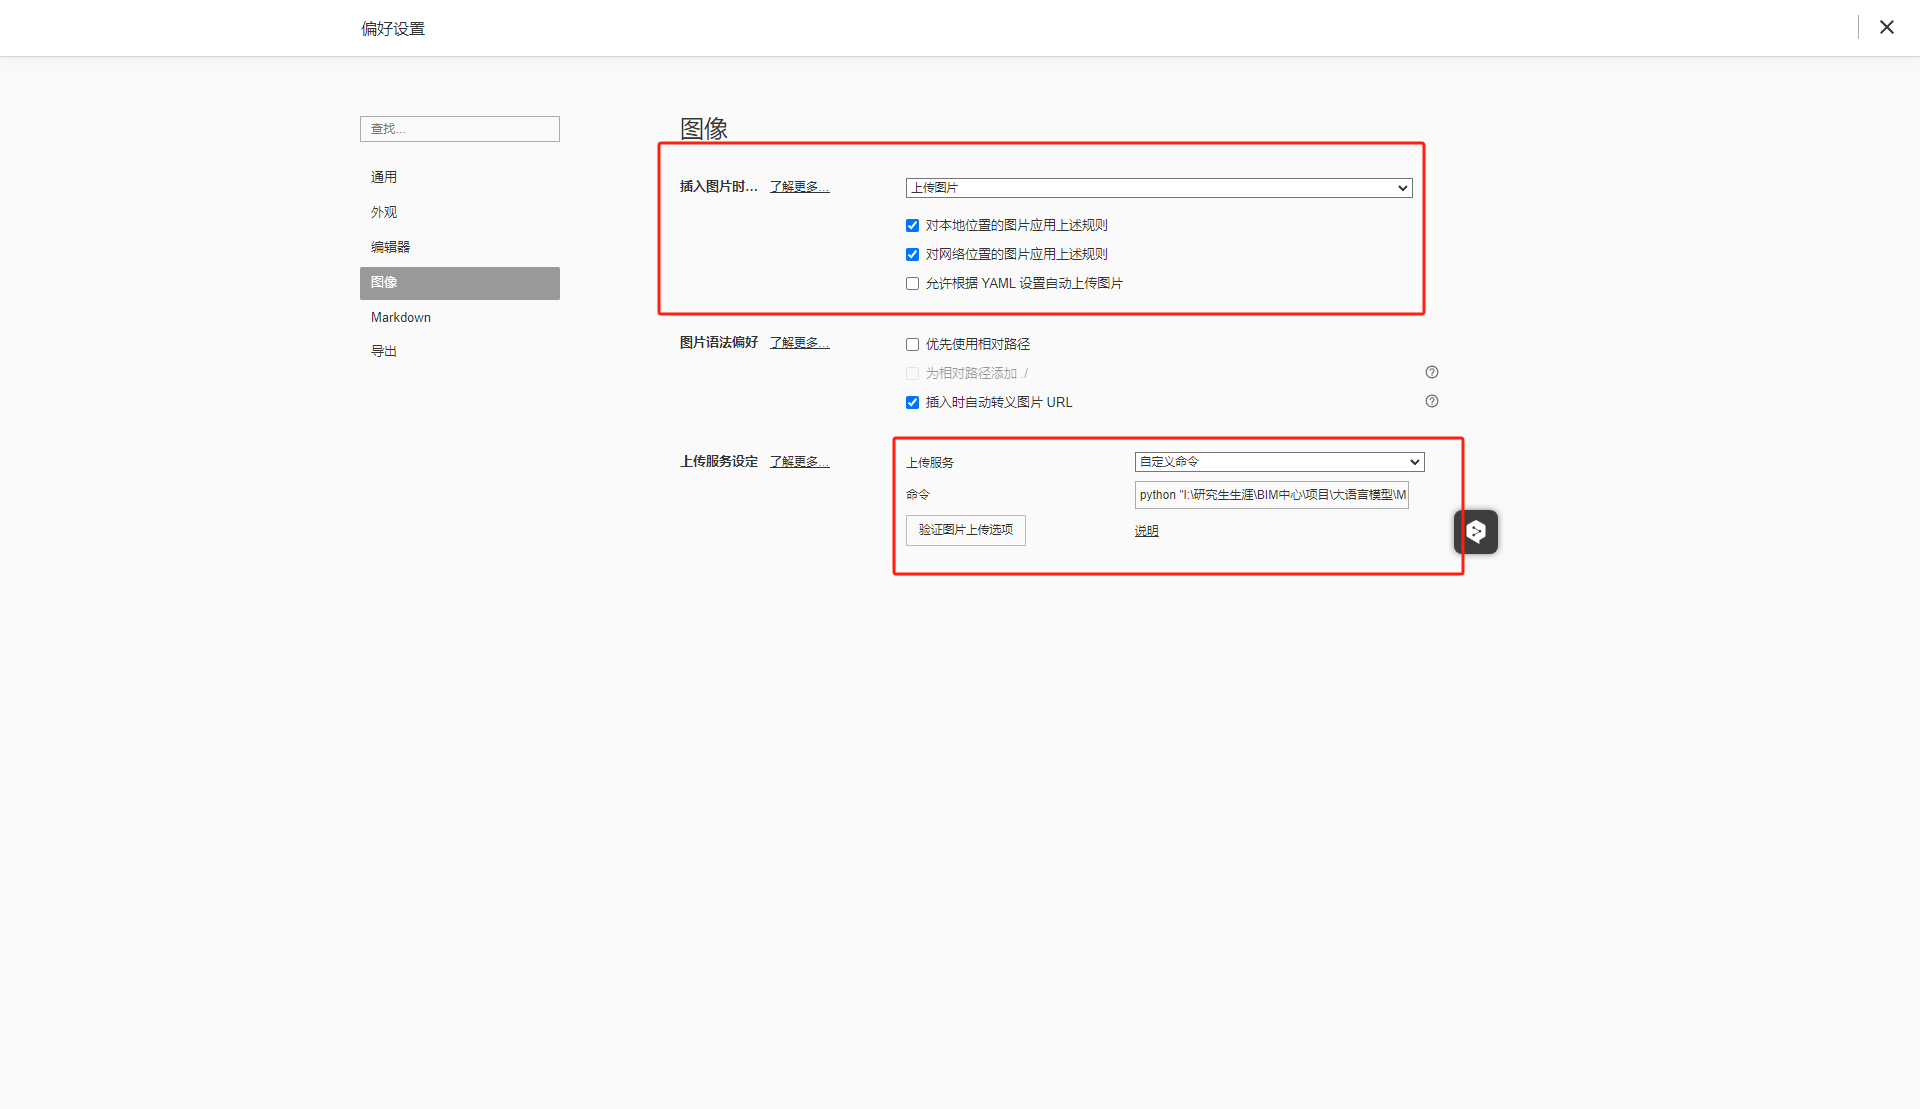 偏好设置
查找...
通用
外观
编辑器
图像
Markdown
导出
图像
插入图片时... 了解更多... 上传图片
对本地位置的图片应用上述规则
对网络位置的图片应用上述规则
允许根据 YAML 设置自动上传图片
图片语法偏好 了解更多... 优先使用相对路径
为相对路径添加 ./
插入时自动转义图片 URL
上传服务设定 了解更多... 上传服务 自定义命令
命令 python "I:\研究生生涯\BIM中心\项目\大语言模型\M
验证图片上传选项 说明